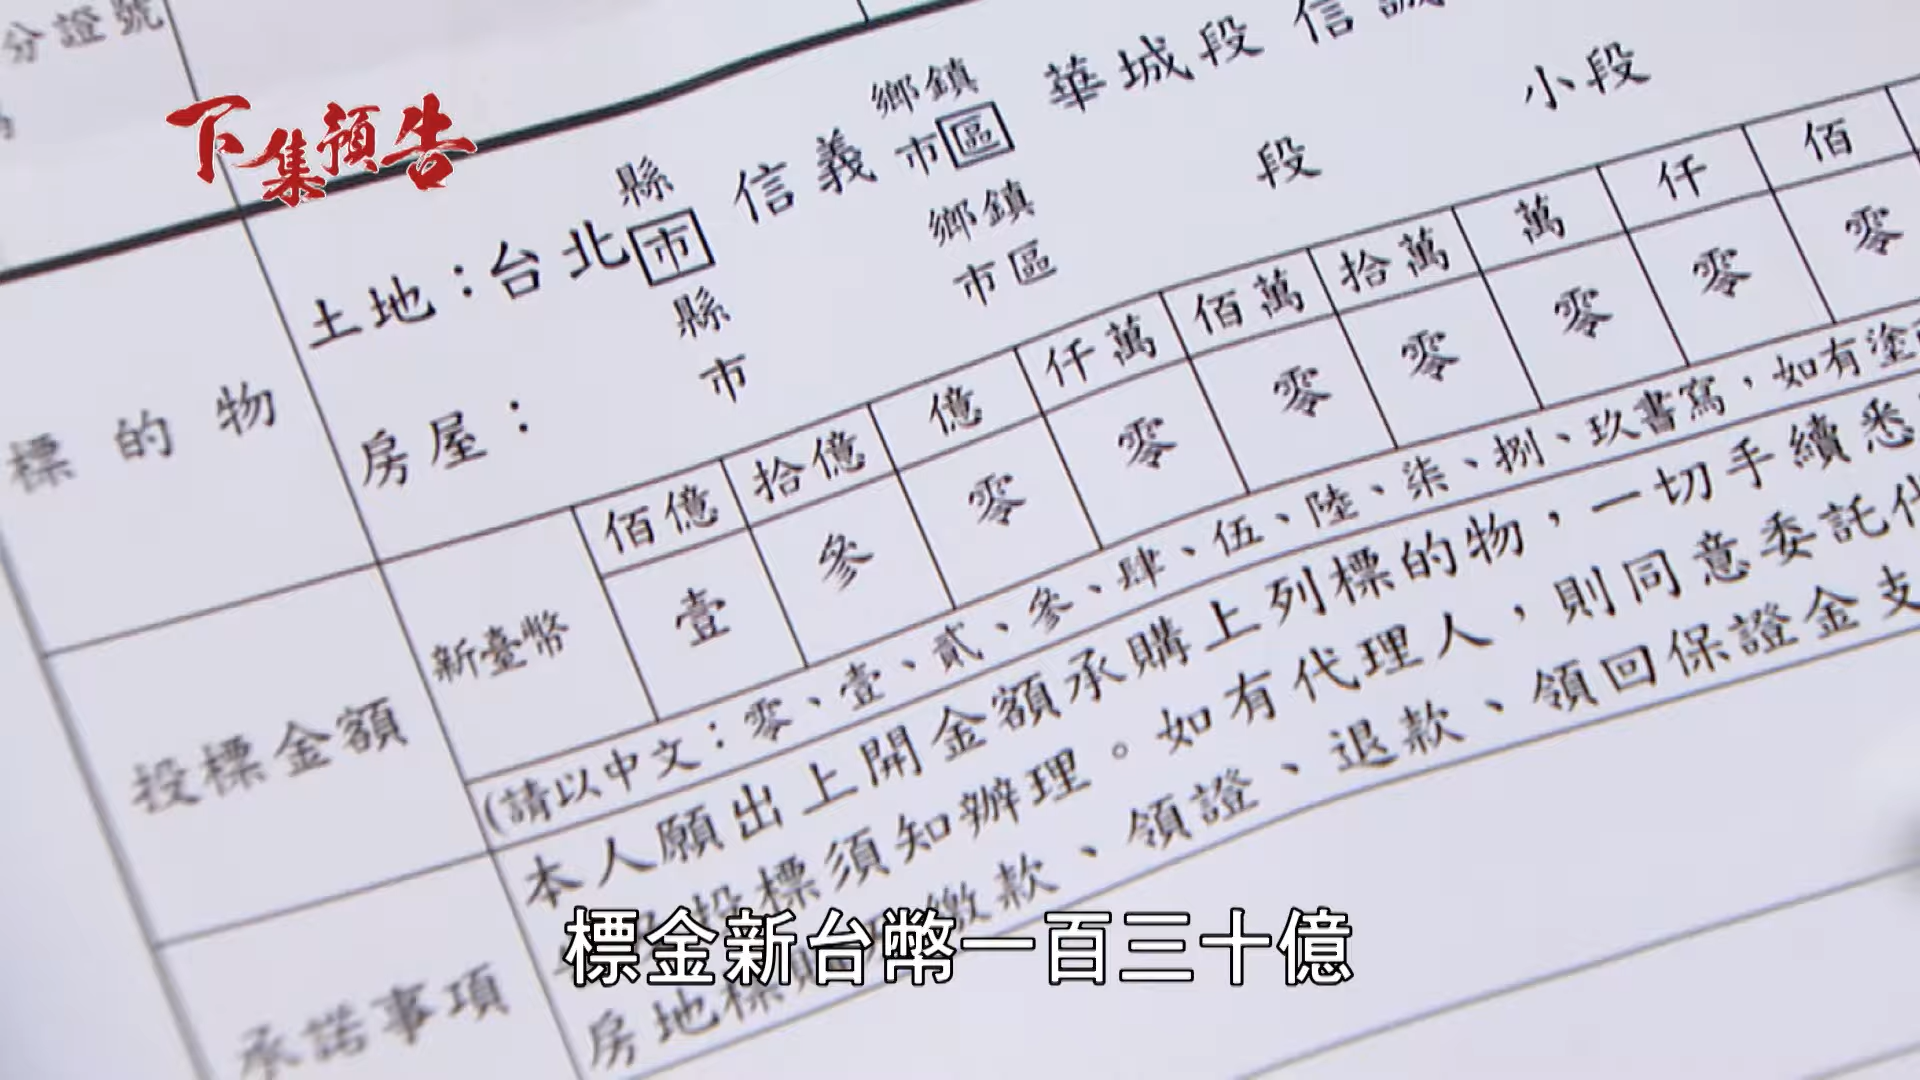 分證號
下集預告
縣
鄉鎮
土地：台北市 信義 市區 華城段 信誠
小段
標的物
縣
鄉鎮
段
房屋：
市
市區
佰億 拾億 億 仟萬 佰萬 拾萬 萬 仟 佰
投標金額
新臺幣
壹 參 零 零 零 零 零 零 零
(請以中文：零、壹、貳、參、肆、伍、陸、柒、捌、玖書寫，如有塗
本人願出上開金額承購上列標的物，一切手續悉
投標須知辦理。如有代理人，則同意委託代
承諾事項
繳款、領證、退款、領回保證金支
房地標
標金新台幣一百三十億